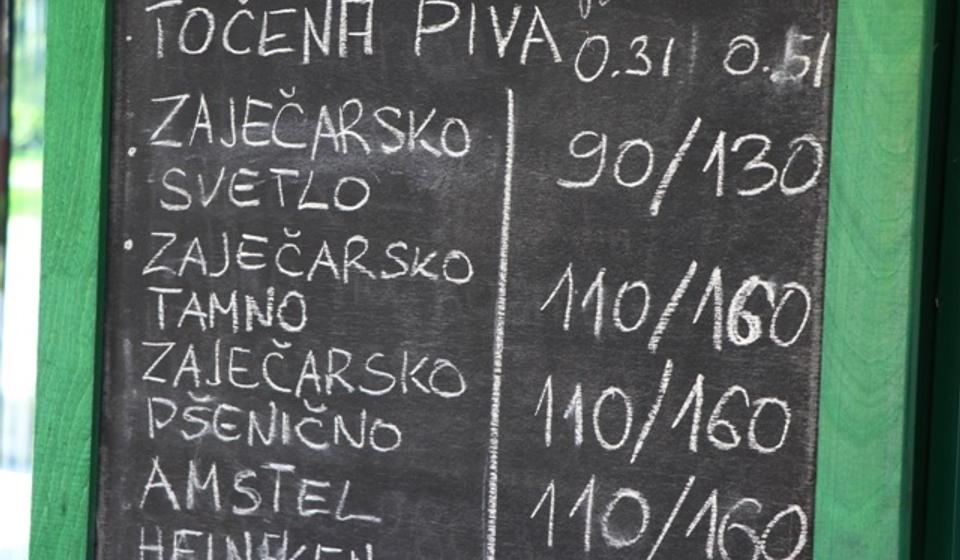 TOČENA PIVA 0.3l 0.5l
ZAJEČARSKO
SVETLO 90/130
ZAJEČARSKO
TAMNO 110/160
ZAJEČARSKO
PŠENIČNO 110/160
AMSTEL 110/160
HEINEKEN